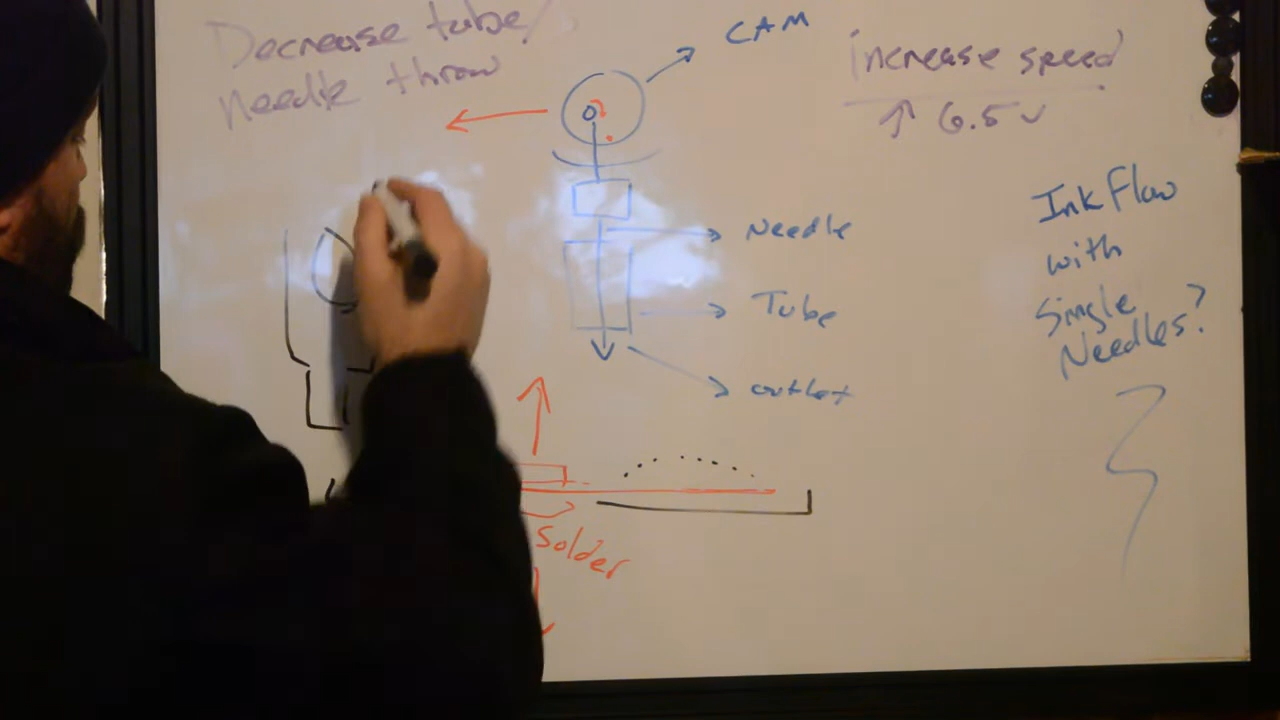 Decrease tube/
needle throw
CAM
increase speed
↑ 6.5 v
Needle
Tube
outlet
Ink Flow
with
Single
Needles?
Solder